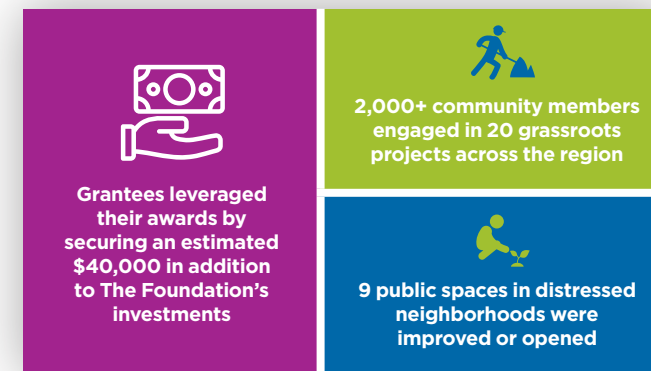 Grantees leveraged
their awards by
securing an estimated
$40,000 in addition
to The Foundation's
investments
2,000+ community members
engaged in 20 grassroots
projects across the region
9 public spaces in distressed
neighborhoods were
improved or opened